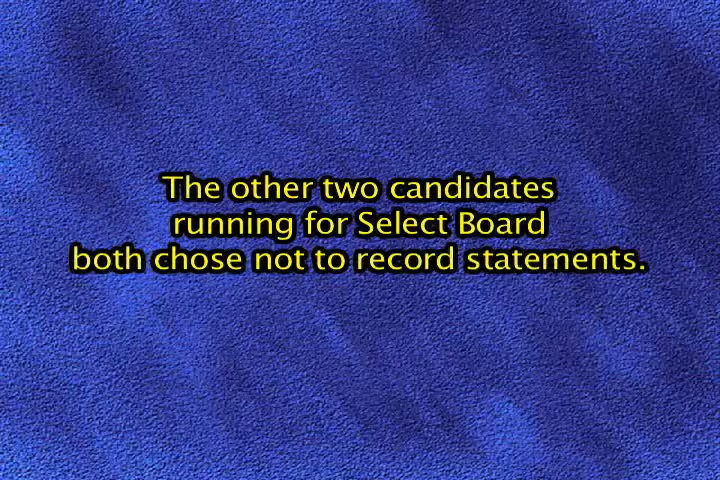 The other two candidates
running for Select Board
both chose not to record statements.